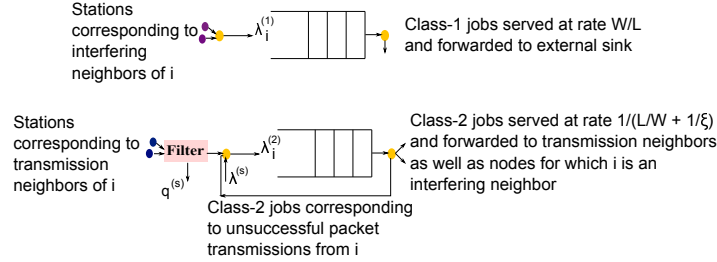 Stations
corresponding to
interfering
neighbors of i
λ_i^(1)
Class-1 jobs served at rate W/L
and forwarded to external sink
Stations
corresponding to
transmission
neighbors of i
Filter
q^(s)
λ^(s)
λ_i^(2)
Class-2 jobs served at rate 1/(L/W + 1/ξ)
and forwarded to transmission neighbors
as well as nodes for which i is an
interfering neighbor
Class-2 jobs corresponding
to unsuccessful packet
transmissions from i